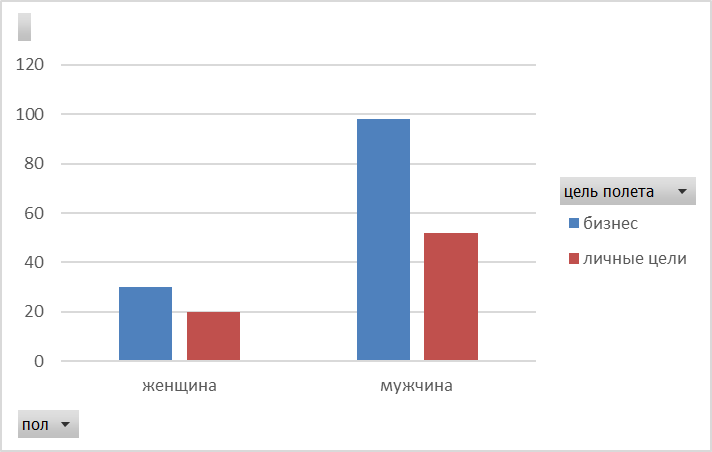 120
100
80
60
40
20
0
женщина
мужчина
цель полета
бизнес
личные цели
пол